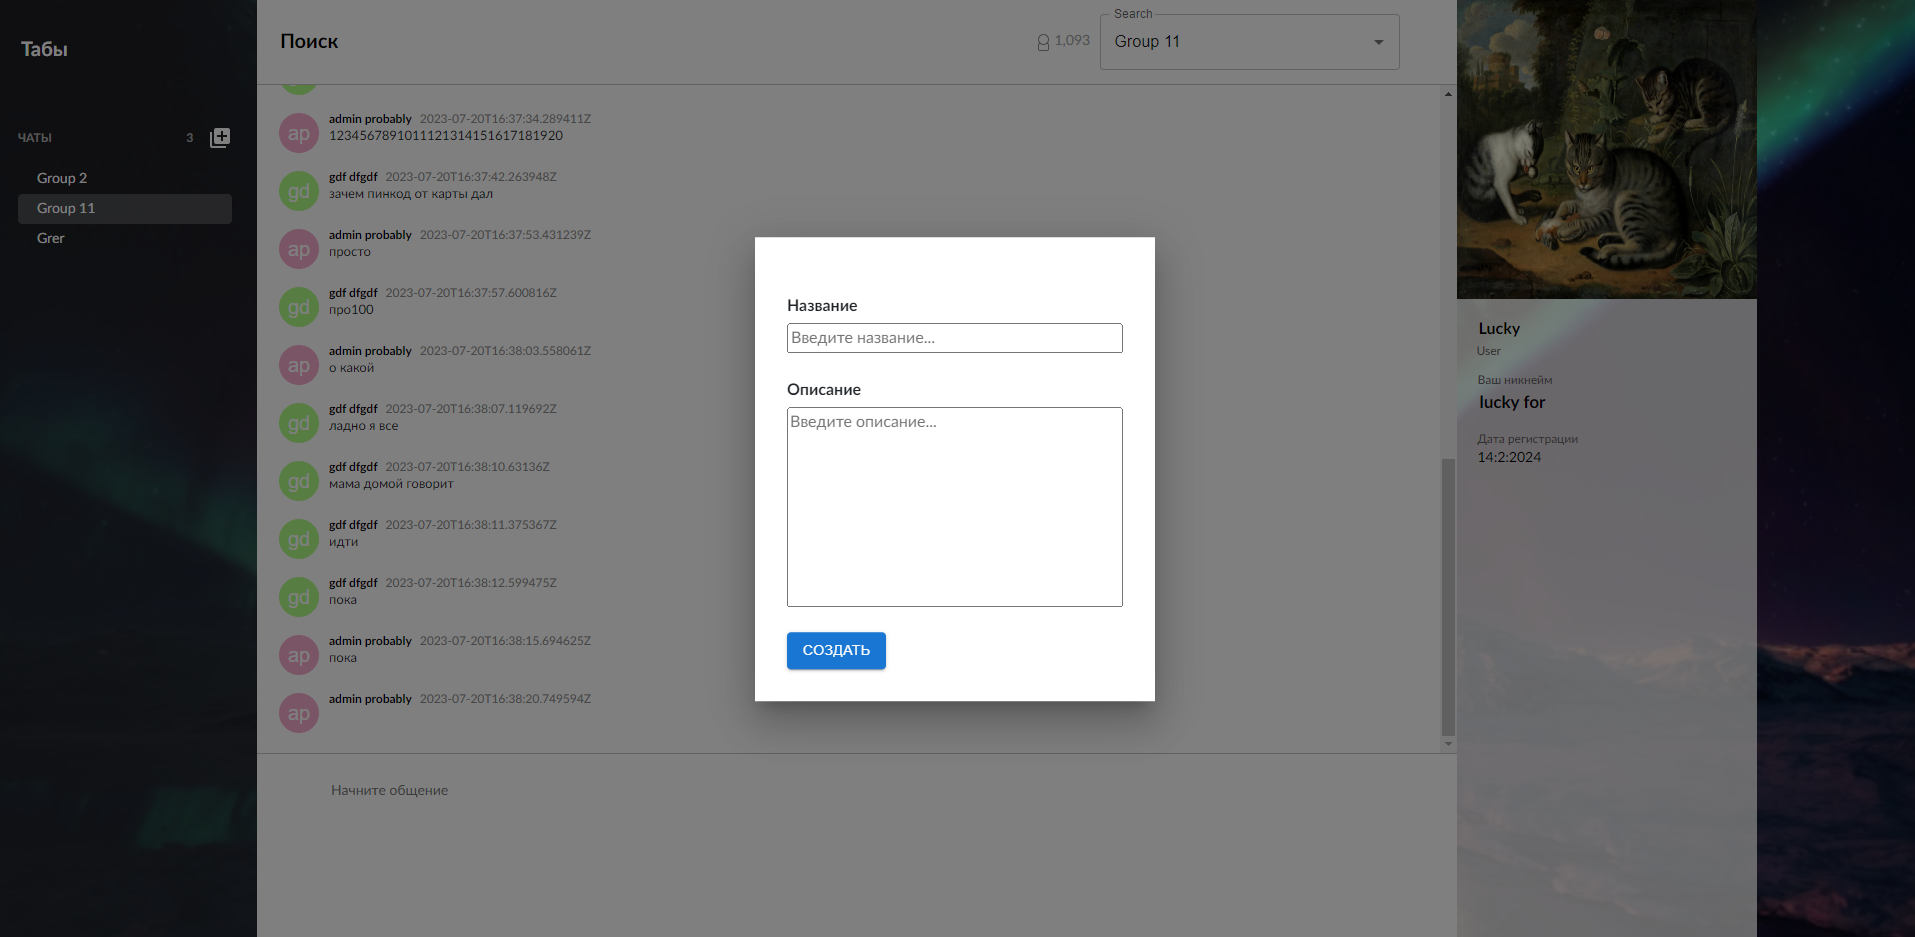 Табы
ЧАТЫ 3
Group 2
Group 11
Grer
Поиск
1,093
Search
Group 11
ap
admin probably 2023-07-20T16:37:34.289411Z
1234567891011121314151617181920
gd
gdf dfgdf 2023-07-20T16:37:42.263948Z
зачем пинкод от карты дал
ap
admin probably 2023-07-20T16:37:53.431239Z
просто
gd
gdf dfgdf 2023-07-20T16:37:57.600816Z
про100
ap
admin probably 2023-07-20T16:38:03.558061Z
о какой
gd
gdf dfgdf 2023-07-20T16:38:07.119692Z
ладно я все
gd
gdf dfgdf 2023-07-20T16:38:10.63136Z
мама домой говорит
gd
gdf dfgdf 2023-07-20T16:38:11.375367Z
идти
gd
gdf dfgdf 2023-07-20T16:38:12.599475Z
пока
ap
admin probably 2023-07-20T16:38:15.694625Z
пока
ap
admin probably 2023-07-20T16:38:20.749594Z
Начните общение
Название
Введите название...
Описание
Введите описание...
СОЗДАТЬ
Lucky
User
Ваш никнейм
lucky for
Дата регистрации
14:2:2024